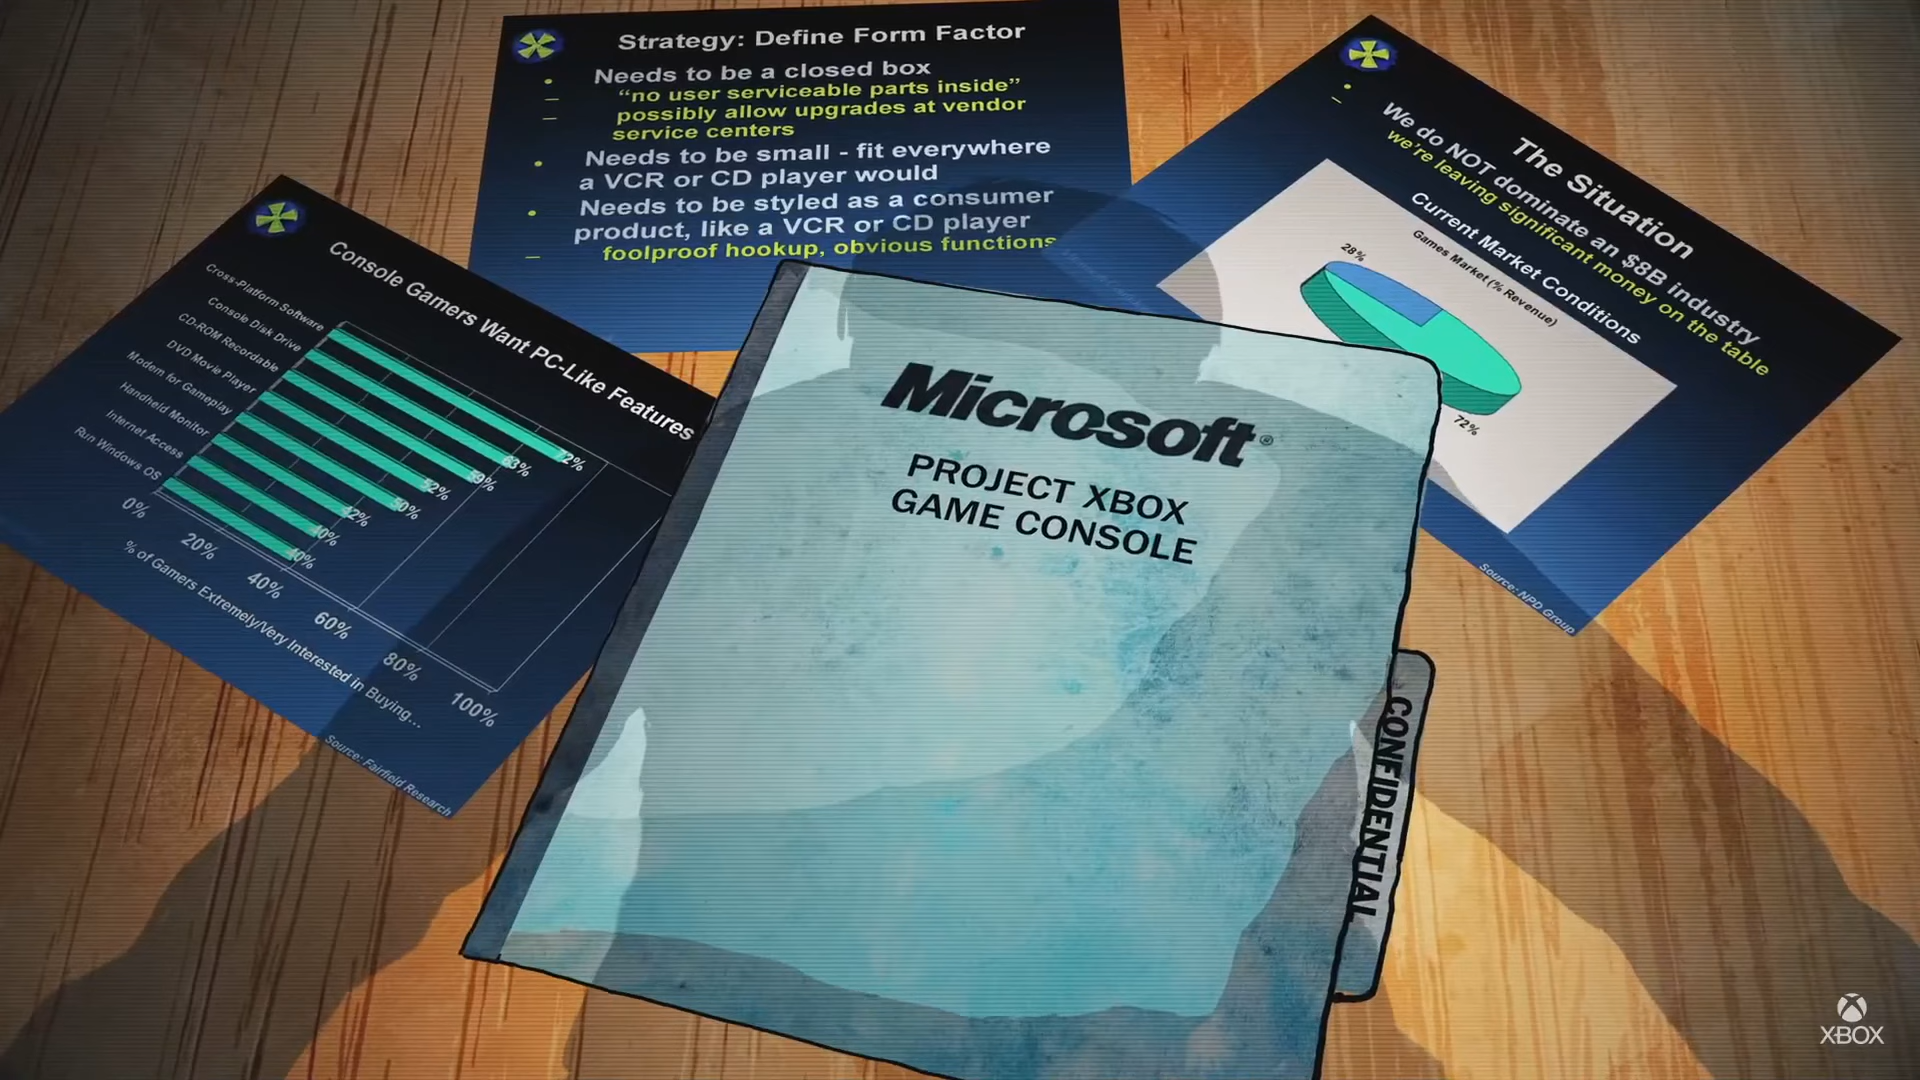 Strategy: Define Form Factor
Needs to be a closed box
“no user serviceable parts inside”
possibly allow upgrades at vendor
service centers
Needs to be small - fit everywhere
a VCR or CD player would
Needs to be styled as a consumer
product, like a VCR or CD player
foolproof hookup, obvious functions
The Situation
We do NOT dominate an $8B industry
we're leaving significant money on the table
Current Market Conditions
Games Market (% Revenue)
28%
72%
Source: NPD Group
Console Gamers Want PC-Like Features
Cross-Platform Software
Console Disk Drive
CD-ROM Recordable
DVD Movie Player
Modem for Gameplay
Handheld Monitor
Internet Access
Run Windows OS
72%
63%
59%
52%
50%
42%
40%
40%
0%
20%
40%
60%
80%
100%
% of Gamers Extremely/Very Interested in Buying...
Source: Fairfield Research
Microsoft®
PROJECT XBOX
GAME CONSOLE
CONFIDENTIAL
XBOX